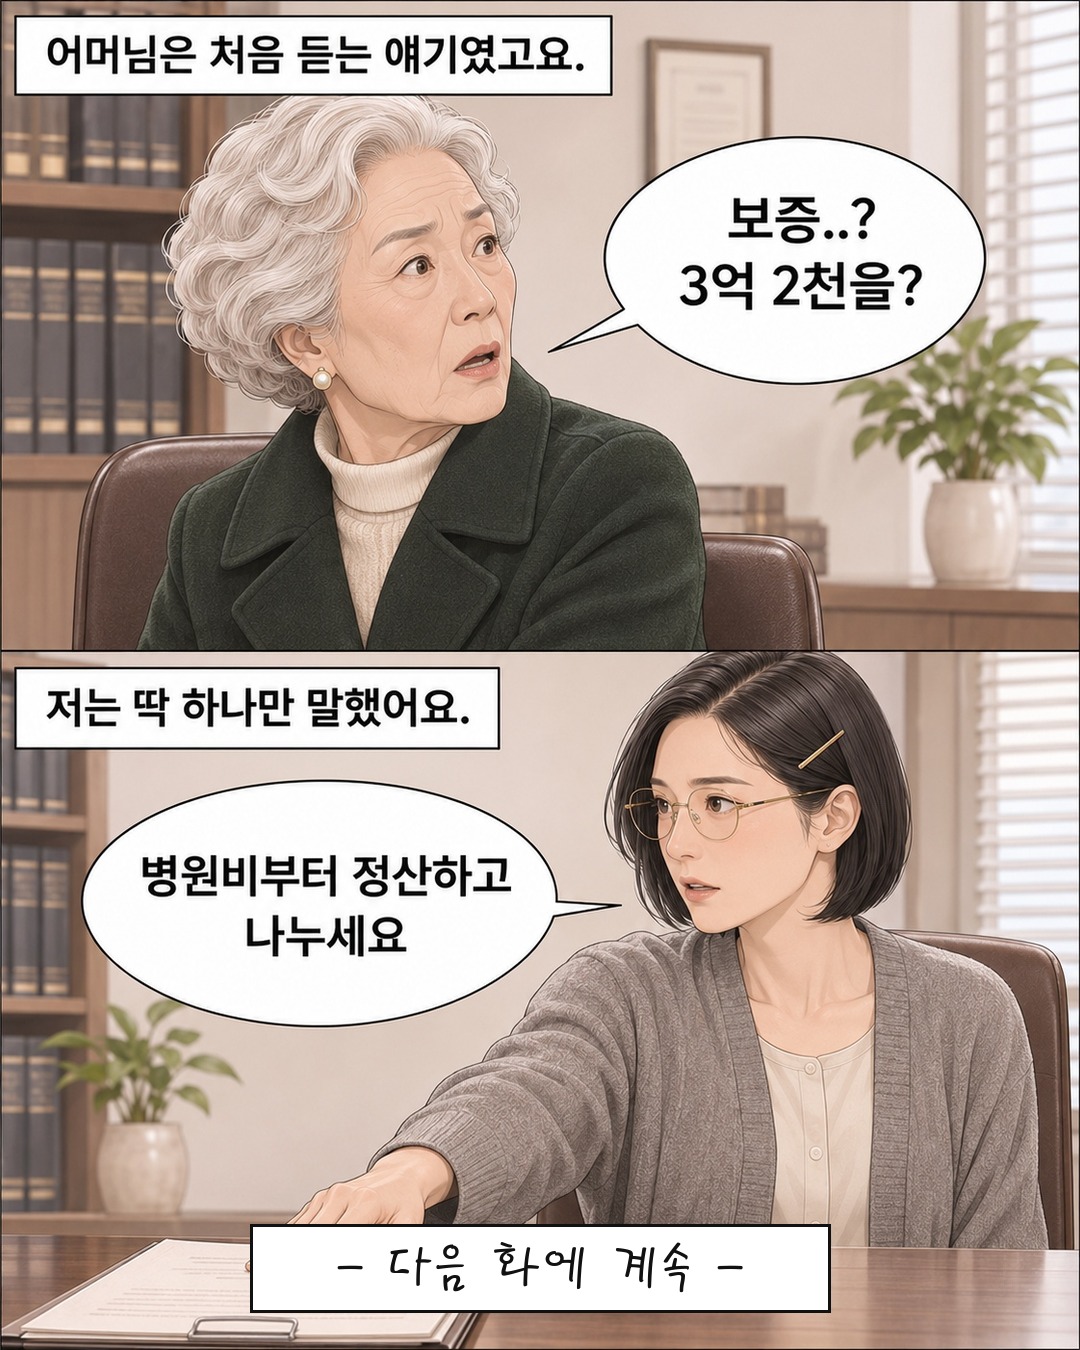 어머님은 처음 듣는 얘기였고요.
보증..?
3억 2천을?
저는 딱 하나만 말했어요.
병원비부터 정산하고
나누세요
- 다음 화에 계속 -